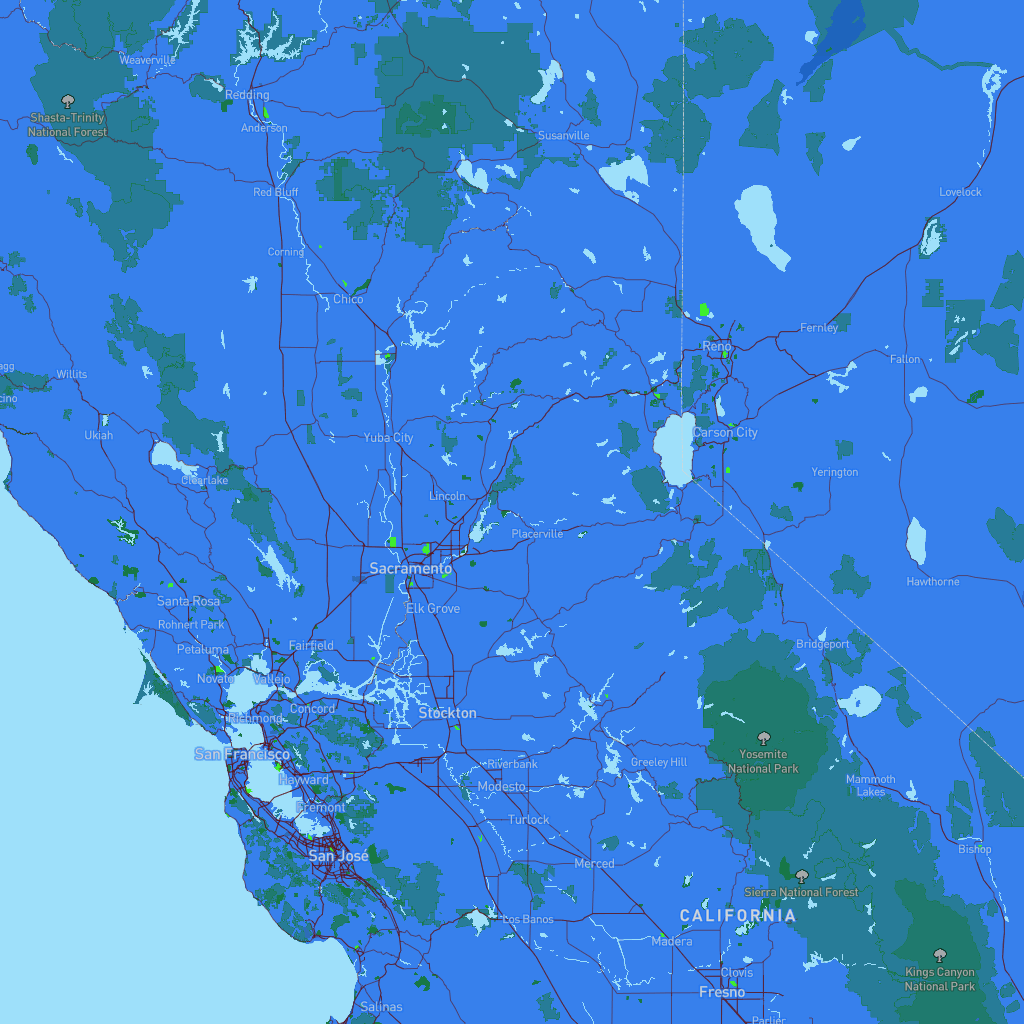 Weaverville
Redding
Shasta-Trinity
National Forest
Anderson
Susanville
Red Bluff
Lovelock
Corning
Chico
Fernley
Reno
Fallon
agg
Willits
cino
Ukiah
Yuba City
Carson City
Clearlake
Yerington
Lincoln
Placerville
Sacramento
Hawthorne
Santa Rosa
Elk Grove
Rohnert Park
Petaluma
Fairfield
Bridgeport
Novato
Vallejo
Concord
Richmond
Stockton
San Francisco
Yosemite
National Park
Riverbank
Greeley Hill
Hayward
Modesto
Mammoth
Lakes
Fremont
Turlock
San José
Merced
Bishop
Sierra National Forest
Los Banos
CALIFORNIA
Madera
Clovis
Kings Canyon
National Park
Fresno
Salinas
Parlier